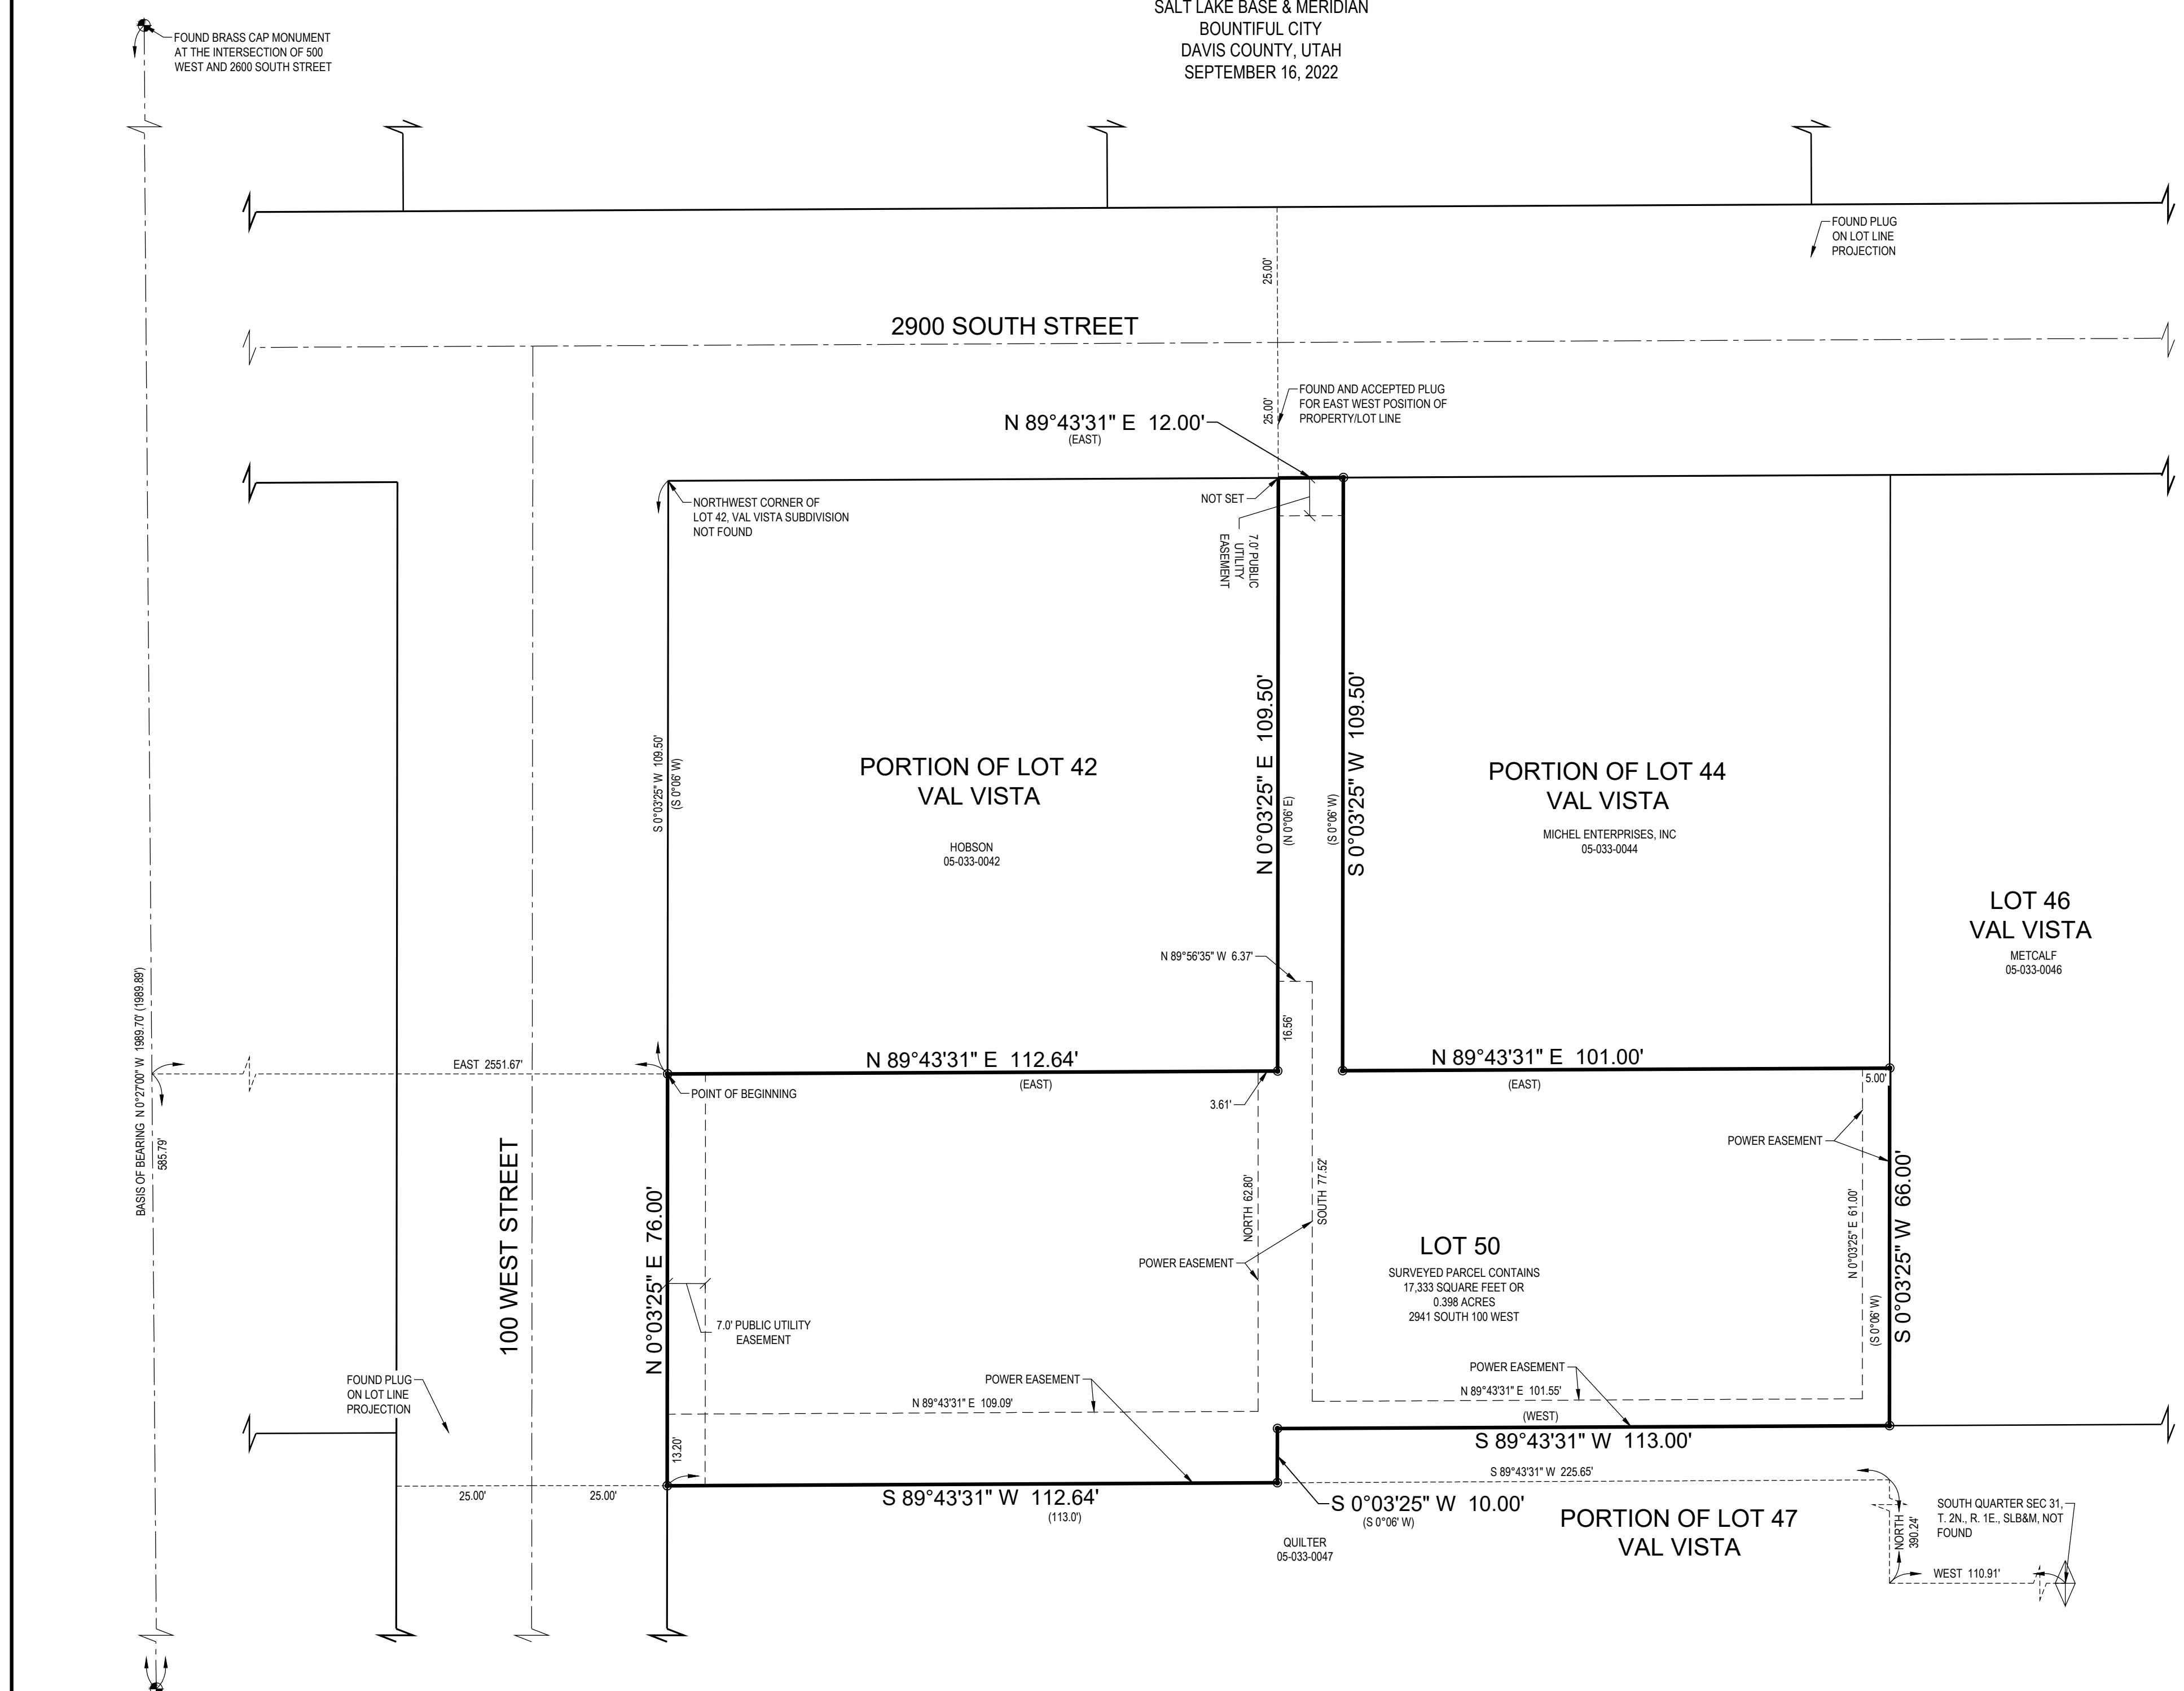 SALT LAKE BASE & MERIDIAN
BOUNTIFUL CITY
DAVIS COUNTY, UTAH
SEPTEMBER 16, 2022
FOUND BRASS CAP MONUMENT
AT THE INTERSECTION OF 500
WEST AND 2600 SOUTH STREET
FOUND PLUG
ON LOT LINE
PROJECTION
25.00'
2900 SOUTH STREET
25.00'
FOUND AND ACCEPTED PLUG
FOR EAST WEST POSITION OF
PROPERTY/LOT LINE
N 89°43'31" E 12.00'
(EAST)
NOT SET
NORTHWEST CORNER OF
LOT 42, VAL VISTA SUBDIVISION
NOT FOUND
7.0' PUBLIC
UTILITY
EASEMENT
S 0°03'25" W 109.50'
(S 0°06' W)
PORTION OF LOT 42
VAL VISTA
HOBSON
05-033-0042
N 0°03'25" E 109.50'
(N 0°06' E)
(S 0°06' W)
S 0°03'25" W 109.50'
PORTION OF LOT 44
VAL VISTA
MICHEL ENTERPRISES, INC
05-033-0044
LOT 46
VAL VISTA
METCALF
05-033-0046
N 89°56'35" W 6.37'
16.56'
BASIS OF BEARING N 0°27'00" W 1989.70' (1989.89')
585.79'
EAST 2551.67'
N 89°43'31" E 112.64'
(EAST)
N 89°43'31" E 101.00'
(EAST)
5.00'
POINT OF BEGINNING
3.61'
POWER EASEMENT
100 WEST STREET
N 0°03'25" E 76.00'
NORTH 62.80'
SOUTH 77.52'
N 0°03'25" E 61.00'
(S 0°06' W)
S 0°03'25" W 66.00'
POWER EASEMENT
LOT 50
SURVEYED PARCEL CONTAINS
17,333 SQUARE FEET OR
0.398 ACRES
2941 SOUTH 100 WEST
7.0' PUBLIC UTILITY
EASEMENT
FOUND PLUG
ON LOT LINE
PROJECTION
POWER EASEMENT
N 89°43'31" E 109.09'
POWER EASEMENT
N 89°43'31" E 101.55'
(WEST)
S 89°43'31" W 113.00'
13.20'
S 89°43'31" W 225.65'
25.00'
25.00'
S 89°43'31" W 112.64'
(113.0')
S 0°03'25" W 10.00'
(S 0°06' W)
QUILTER
05-033-0047
PORTION OF LOT 47
VAL VISTA
NORTH
390.24'
SOUTH QUARTER SEC 31,
T. 2N., R. 1E., SLB&M, NOT
FOUND
WEST 110.91'